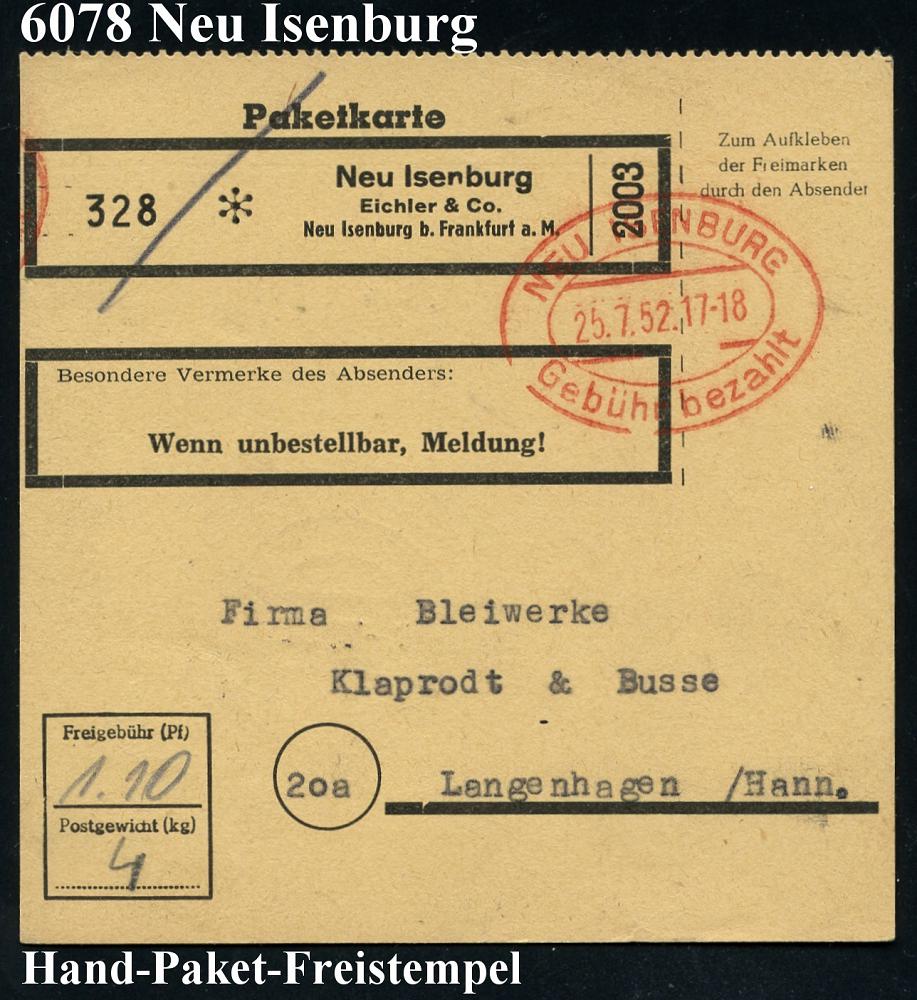 6078 Neu Isenburg
Paketkarte
328 * Neu Isenburg
Eichler & Co.
Neu Isenburg b. Frankfurt a. M.
2003
Zum Aufkleben
der Freimarken
durch den Absender
NEU ISENBURG
25.7.52.17-18
Gebühr bezahlt
Besondere Vermerke des Absenders:
Wenn unbestellbar, Meldung!
Firma . Bleiwerke
Klaprodt & Busse
20a Langenhagen /Hann.
Freigebühr (Pf)
1.10
Postgewicht (kg)
4
Hand-Paket-Freistempel